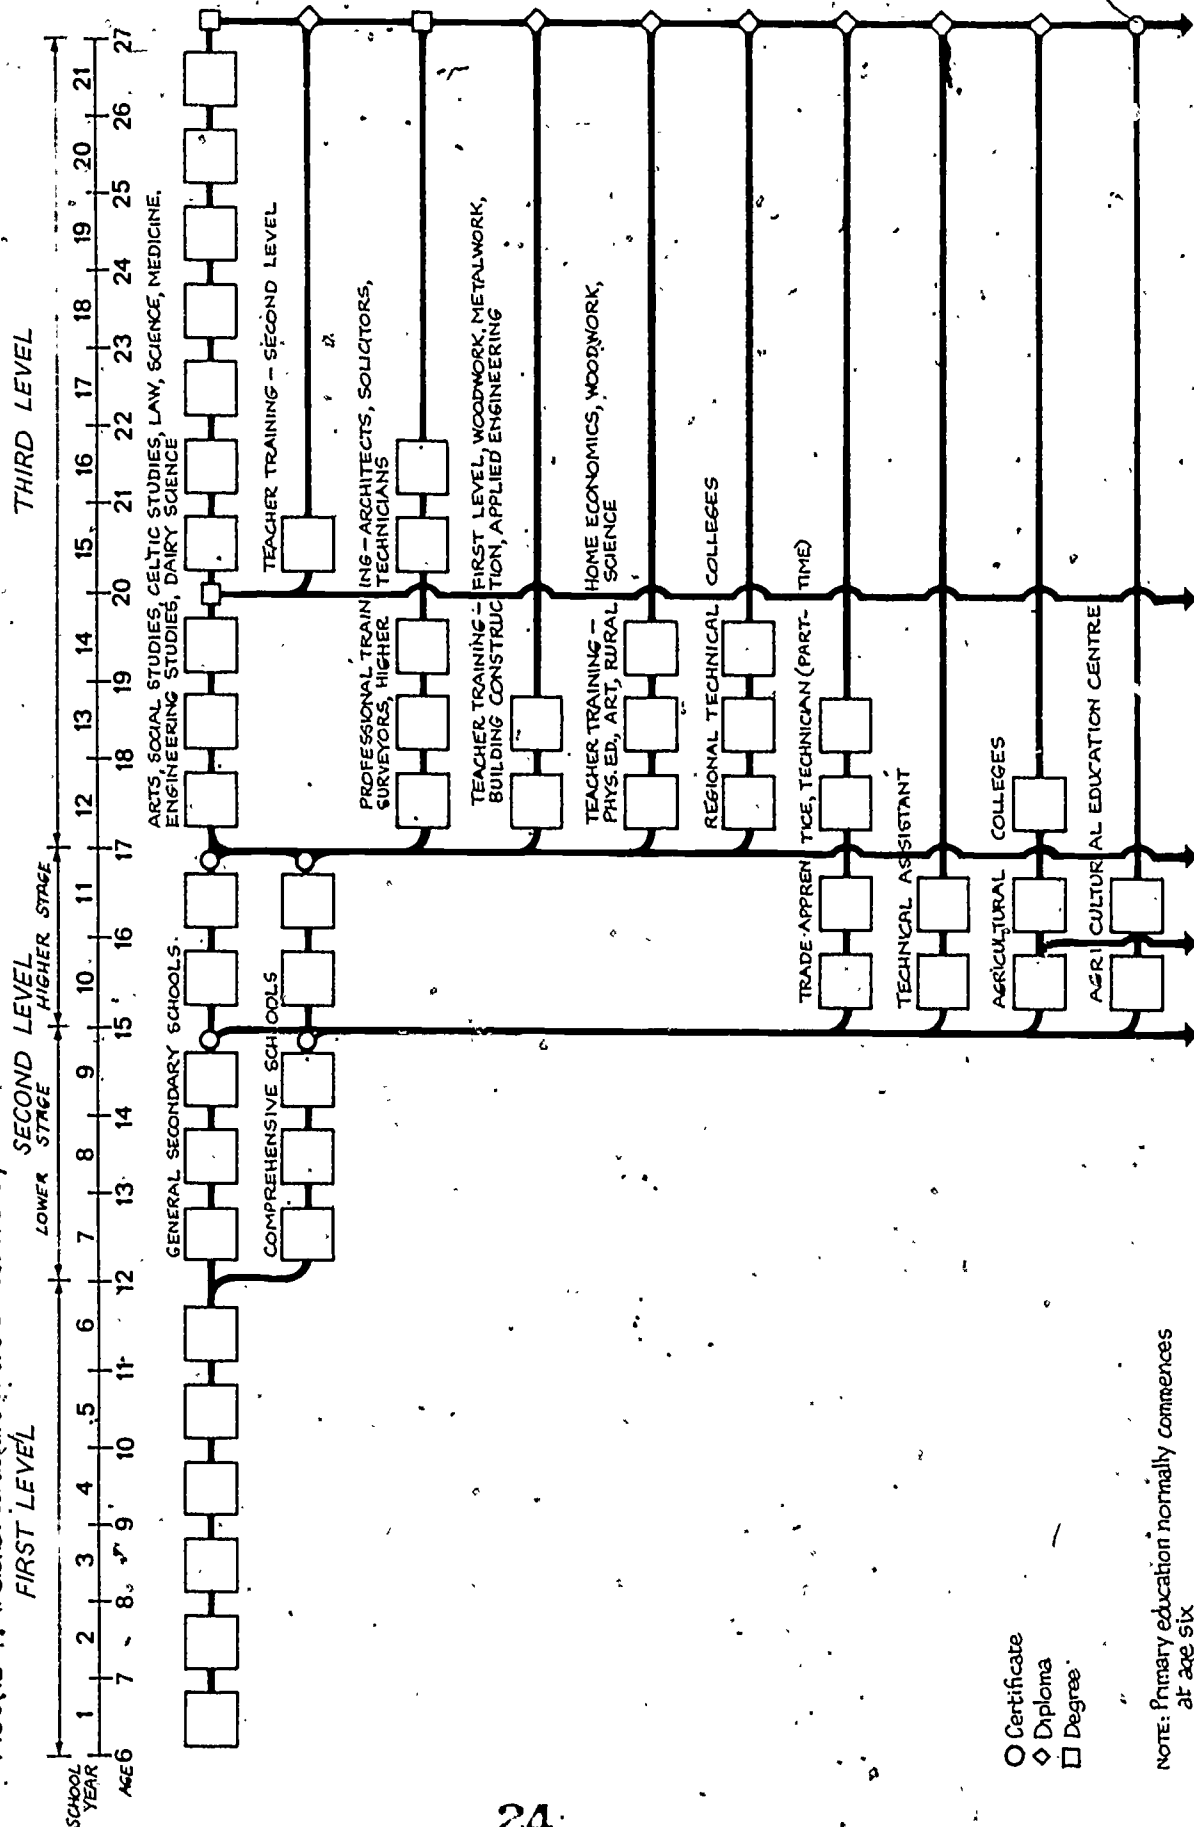 FIRST LEVEL
SECOND LEVEL
THIRD LEVEL
LOWER STAGE
HIGHER STAGE
SCHOOL YEAR 1 2 3 4 5 6 7 8 9 10 11 12 13 14 15 16 17 18 19 20 21
AGE 6 7 8 9 10 11 12 13 14 15 16 17 18 19 20 21 22 23 24 25 26 27
GENERAL SECONDARY SCHOOLS
COMPREHENSIVE SCHOOLS
ARTS, SOCIAL STUDIES, CELTIC STUDIES, LAW, SCIENCE, MEDICINE,
ENGINEERING STUDIES, DAIRY SCIENCE
TEACHER TRAINING - SECOND LEVEL
PROFESSIONAL TRAINING - ARCHITECTS, SOLICITORS,
SURVEYORS, HIGHER TECHNICIANS
TEACHER TRAINING - FIRST LEVEL, WOODWORK, METALWORK,
BUILDING CONSTRUCTION, APPLIED ENGINEERING
TEACHER TRAINING - HOME ECONOMICS, WOODWORK,
PHYS. ED., ART, RURAL SCIENCE
REGIONAL TECHNICAL COLLEGES
TRADE APPRENTICE, TECHNICIAN (PART-TIME)
TECHNICAL ASSISTANT
AGRICULTURAL COLLEGES
AGRICULTURAL EDUCATION CENTRE
Certificate
Diploma
Degree
NOTE: Primary education normally commences
at age six
24